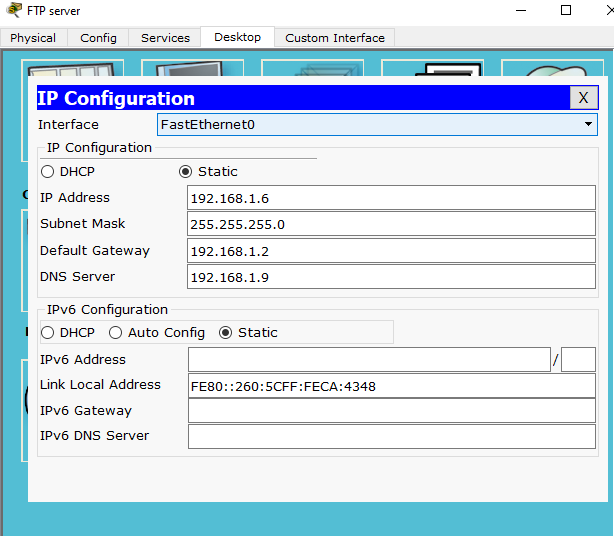 FTP server
Physical Config Services Desktop Custom Interface
IP Configuration X
Interface FastEthernet0
IP Configuration
DHCP Static
IP Address 192.168.1.6
Subnet Mask 255.255.255.0
Default Gateway 192.168.1.2
DNS Server 192.168.1.9
IPv6 Configuration
DHCP Auto Config Static
IPv6 Address /
Link Local Address FE80::260:5CFF:FECA:4348
IPv6 Gateway
IPv6 DNS Server